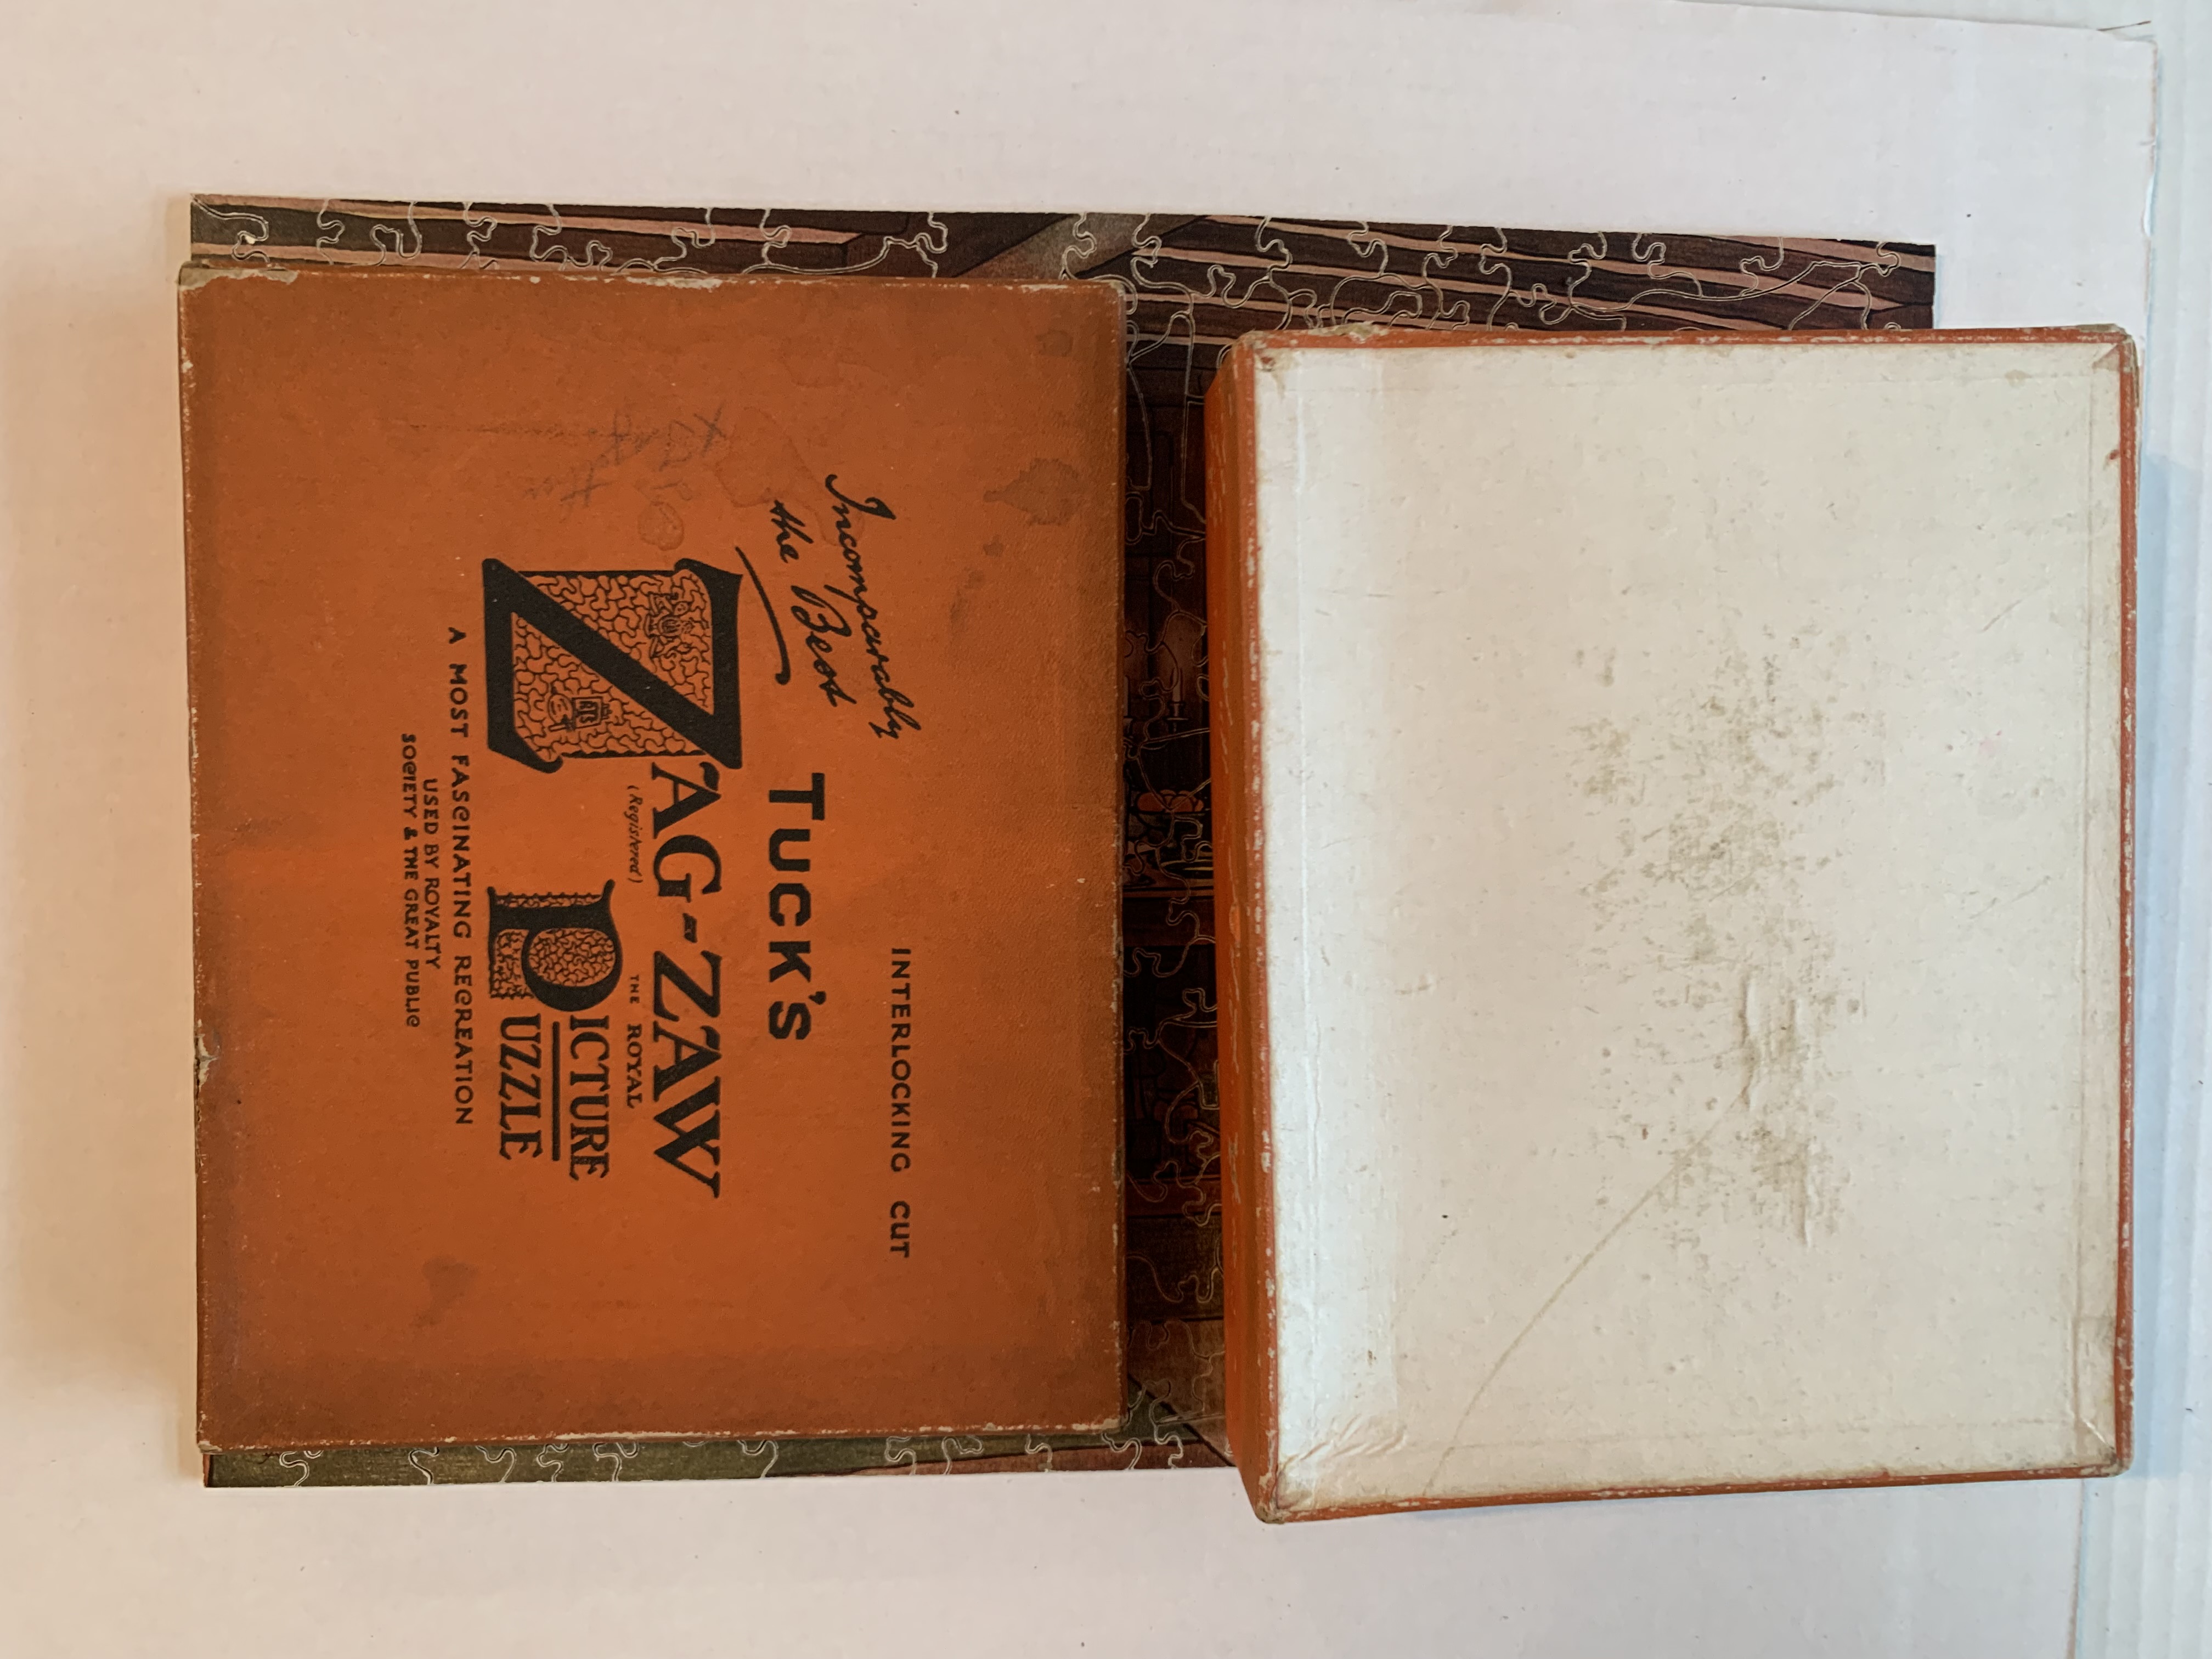 INTERLOCKING CUT
Incomparably
the Best
TUCK'S
ZAG-ZAW
(Registered) THE ROYAL
PICTURE
PUZZLE
A MOST FASCINATING RECREATION
USED BY ROYALTY
SOCIETY & THE GREAT PUBLIC